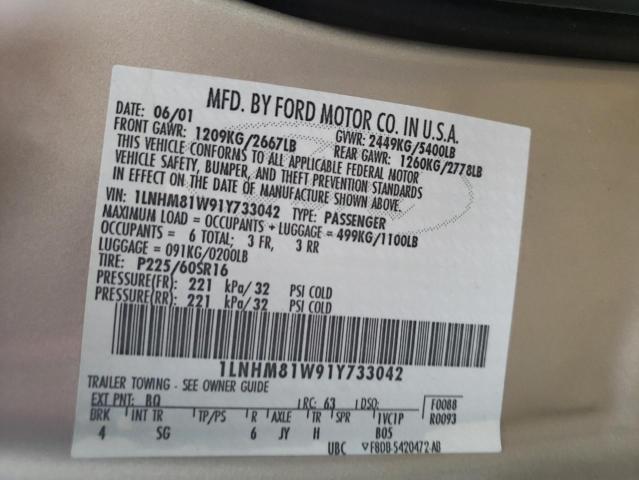 MFD. BY FORD MOTOR CO. IN U.S.A.
DATE: 06/01 GVWR: 2449KG/5400LB
FRONT GAWR: 1209KG/2667LB REAR GAWR: 1260KG/2778LB
THIS VEHICLE CONFORMS TO ALL APPLICABLE FEDERAL MOTOR
VEHICLE SAFETY, BUMPER, AND THEFT PREVENTION STANDARDS
IN EFFECT ON THE DATE OF MANUFACTURE SHOWN ABOVE.
VIN: 1LNHM81W91Y733042 TYPE: PASSENGER
MAXIMUM LOAD = OCCUPANTS + LUGGAGE = 499KG/1100LB
OCCUPANTS = 6 TOTAL; 3 FR, 3 RR
LUGGAGE = 091KG/0200LB
TIRE: P225/60SR16
PRESSURE(FR): 221 kPa/32 PSI COLD
PRESSURE(RR): 221 kPa/32 PSI COLD
1LNHM81W91Y733042
TRAILER TOWING - SEE OWNER GUIDE
EXT PNT: BQ RC: 63 DSO: F0088
BRK INT TR TP/PS R AXLE TR SPR VC1P R0093
4 SG 6 JY H BOS
UBC ▽F8DB-5420472-AB